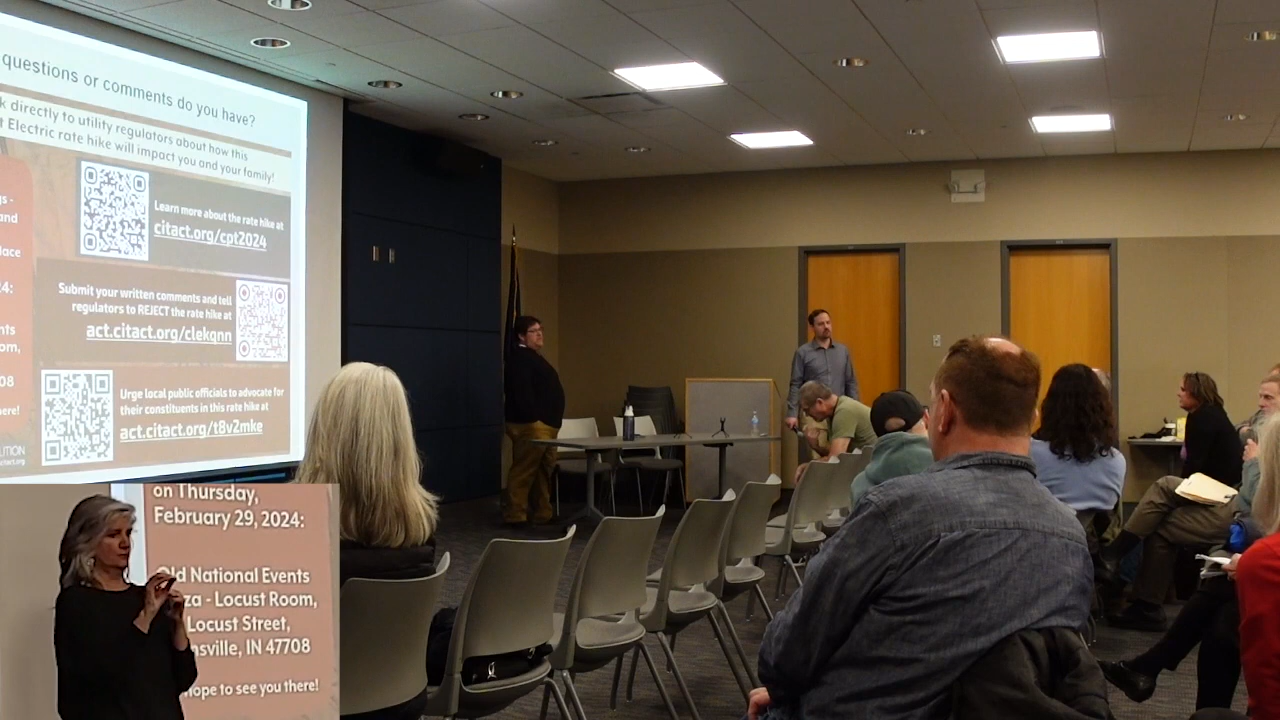 questions or comments do you have?
directly to utility regulators about how this
Electric rate hike will impact you and your family!
and
Learn more about the rate hike at
citact.org/cpt2024
Submit your written comments and tell
regulators to REJECT the rate hike at
act.citact.org/clekqnn
Urge local public officials to advocate for
their constituents in this rate hike at
act.citact.org/t8v2mke
08
here!
on Thursday,
February 29, 2024:
Old National Events
- Locust Room,
Locust Street,
IN 47708
hope to see you there!